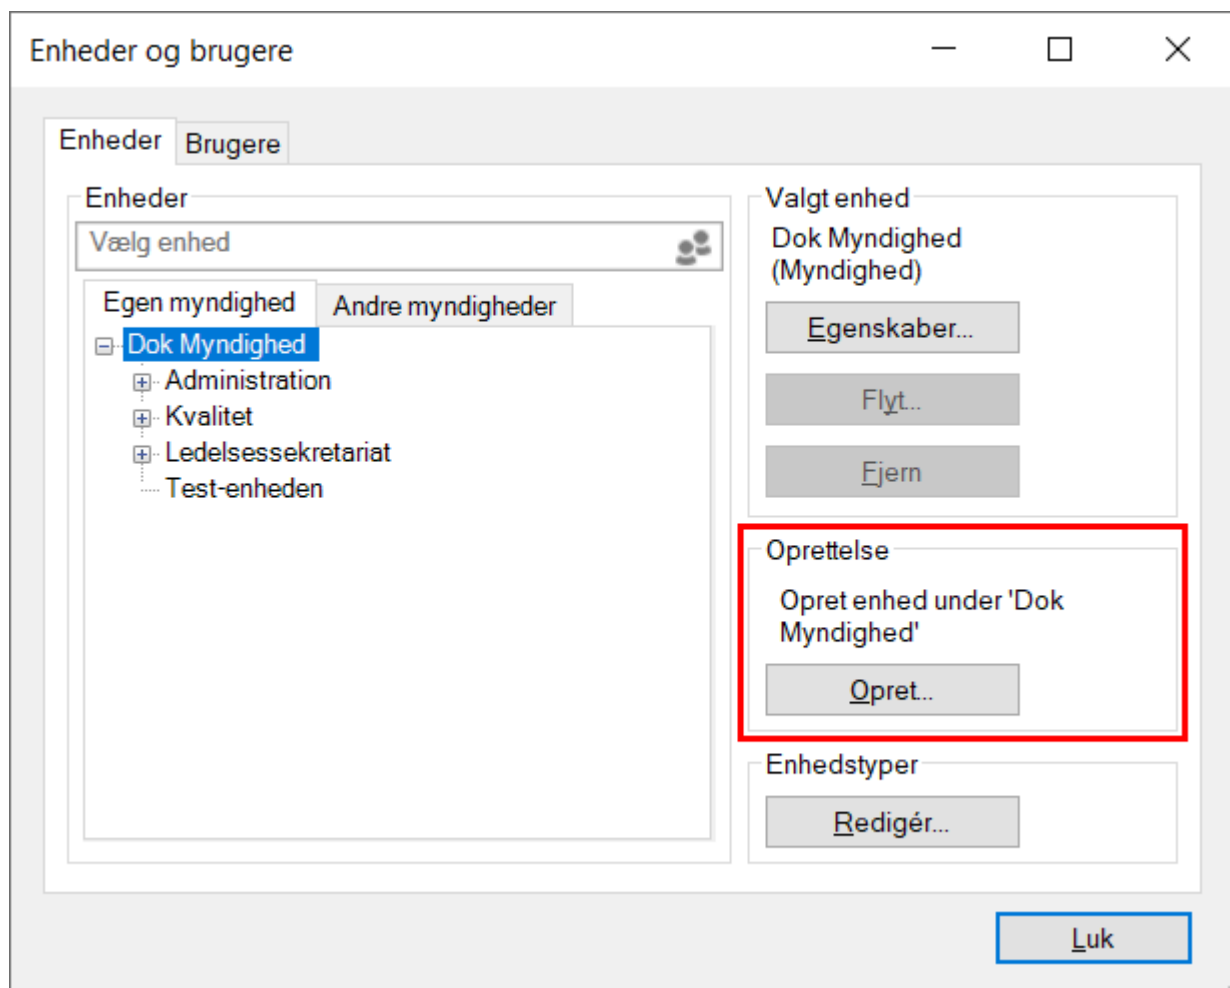 Enheder og brugere
Enheder
Brugere
Enheder
Vælg enhed
Egen myndighed
Andre myndigheder
Dok Myndighed
Administration
Kvalitet
Ledelsessekretariat
Test-enheden
Valgt enhed
Dok Myndighed
(Myndighed)
Egenskaber...
Flyt...
Fjern
Oprettelse
Opret enhed under 'Dok
Myndighed'
Opret...
Enhedstyper
Redigér...
Luk